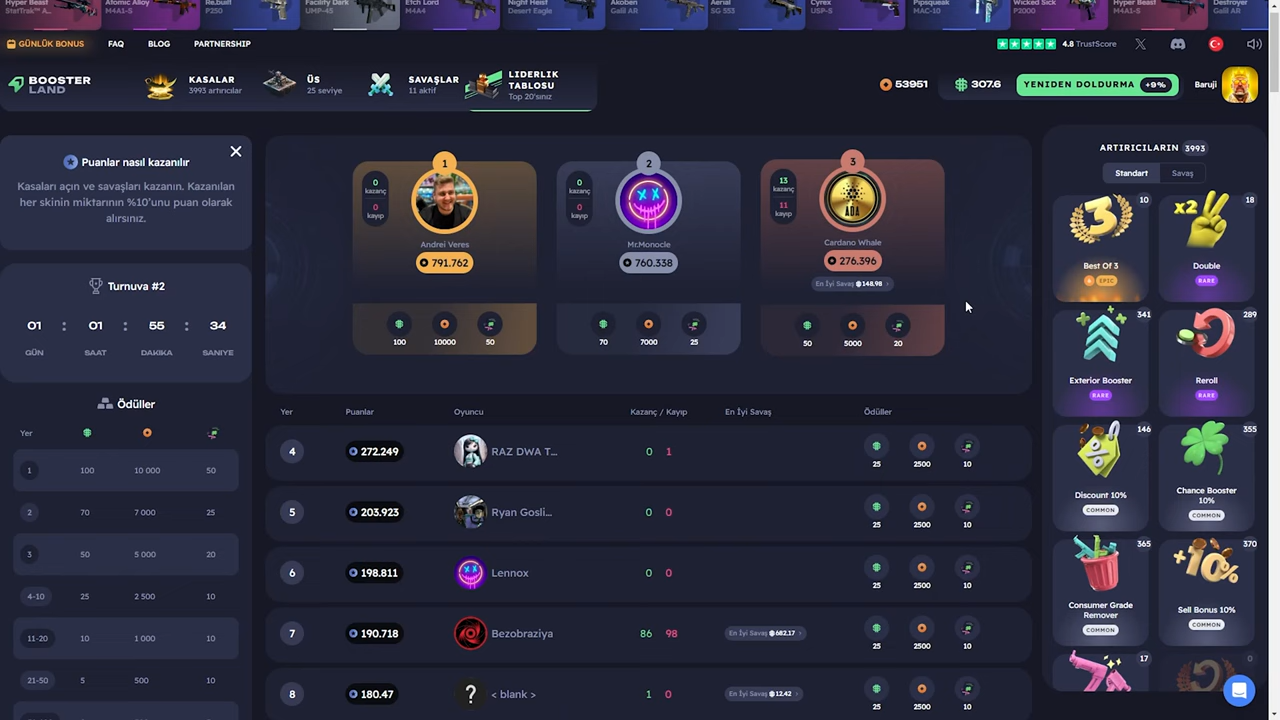 Hyper Beast
StatTrak™ A...
Atomic Alloy
M4A1-S
Re.built
P250
Facility Dark
UMP-45
Etch Lord
M4A4
Night Heist
Desert Eagle
Akoben
Galil AR
Aerial
SG 553
Cyrex
USP-S
Pipsqueak
MAC-10
Wicked Sick
P2000
Hyper Beast
M4A1-S
Destroyer
Galil AR
GÜNLÜK BONUS
FAQ
BLOG
PARTNERSHIP
4.8 TrustScore
BOOSTER
LAND
KASALAR
3993 artırıcılar
ÜS
25 seviye
SAVAŞLAR
11 aktif
LIDERLIK
TABLOSU
Top 20'sınız
53951
307.6
YENIDEN DOLDURMA +9%
Baruji
Puanlar nasıl kazanılır
Kasaları açın ve savaşları kazanın. Kazanılan
her skinin miktarının %10'unu puan olarak
alırsınız.
Turnuva #2
01 : 01 : 55 : 34
GÜN SAAT DAKIKA SANIYE
Ödüller
Yer
1 100 10 000 50
2 70 7 000 25
3 50 5 000 20
4-10 25 2 500 10
11-20 10 1 000 10
21-50 5 500 10
1
0
kazanç
0
kayıp
Andrei Veres
791.762
100 10000 50
2
0
kazanç
0
kayıp
Mr.Monocle
760.338
70 7000 25
3
13
kazanç
11
kayıp
ADA
Cardano Whale
276.396
En İyi Savaş 148.98
50 5000 20
Yer Puanlar Oyuncu Kazanç / Kayıp En İyi Savaş Ödüller
4 272.249 RAZ DWA T... 0 1 25 2500 10
5 203.923 Ryan Gosli... 0 0 25 2500 10
6 198.811 Lennox 0 0 25 2500 10
7 190.718 Bezobraziya 86 98 En İyi Savaş 682.17 25 2500 10
8 180.47 ? < blank > 1 0 En İyi Savaş 12.42 25 2500 10
ARTIRICILARIN 3993
Standart Savaş
10
3
Best Of 3
EPIC
18
x2
Double
RARE
341
Exterior Booster
RARE
289
Reroll
RARE
146
%
Discount 10%
COMMON
355
Chance Booster
10%
COMMON
365
Consumer Grade
Remover
COMMON
370
+10%
Sell Bonus 10%
COMMON
17
0